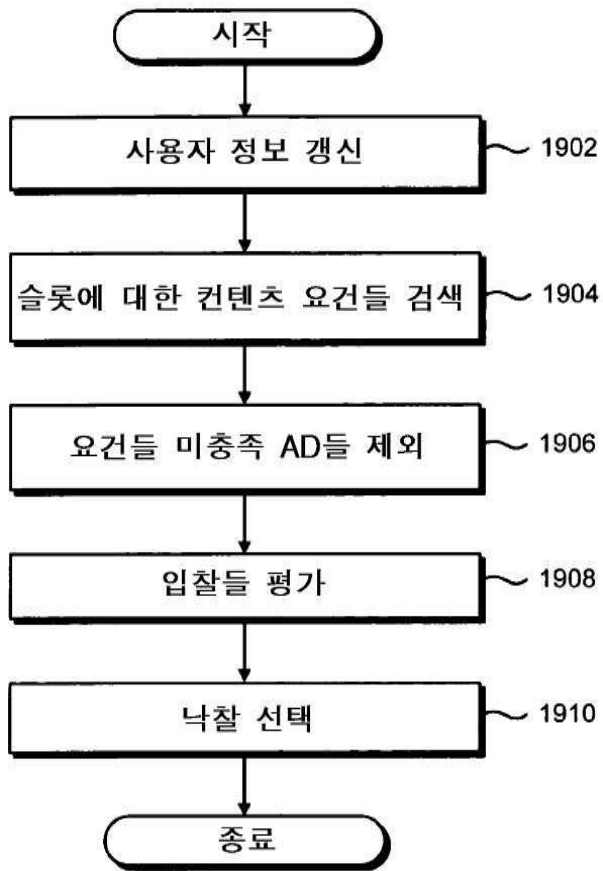 시작
사용자 정보 갱신
1902
슬롯에 대한 컨텐츠 요건들 검색
1904
요건들 미충족 AD들 제외
1906
입찰들 평가
1908
낙찰 선택
1910
종료